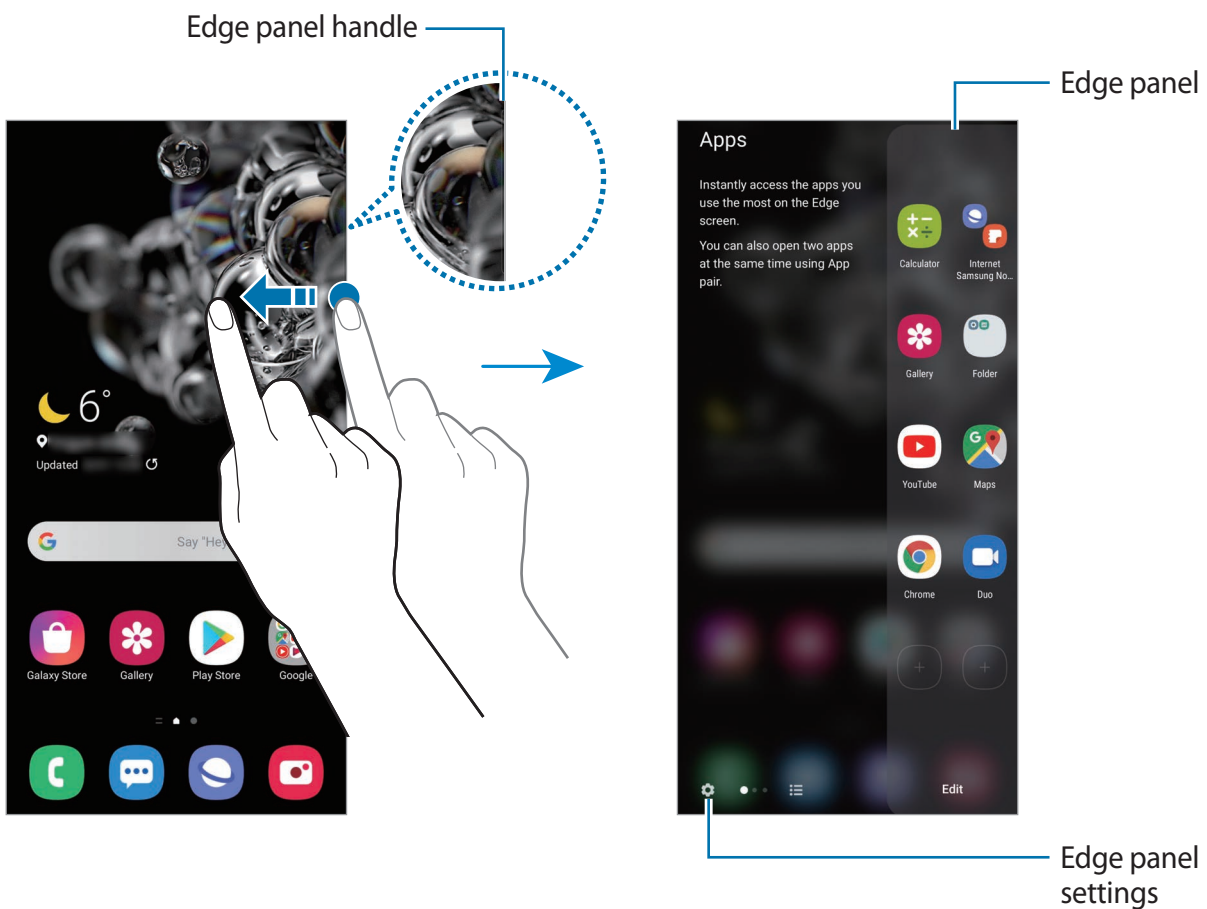 Edge panel handle
6°
Updated
Say "Hey
Galaxy Store
Gallery
Play Store
Google
Edge panel
Apps
Instantly access the apps you
use the most on the Edge
screen.
You can also open two apps
at the same time using App
pair.
Calculator
Internet
Samsung No...
Gallery
Folder
YouTube
Maps
Chrome
Duo
Edit
Edge panel
settings